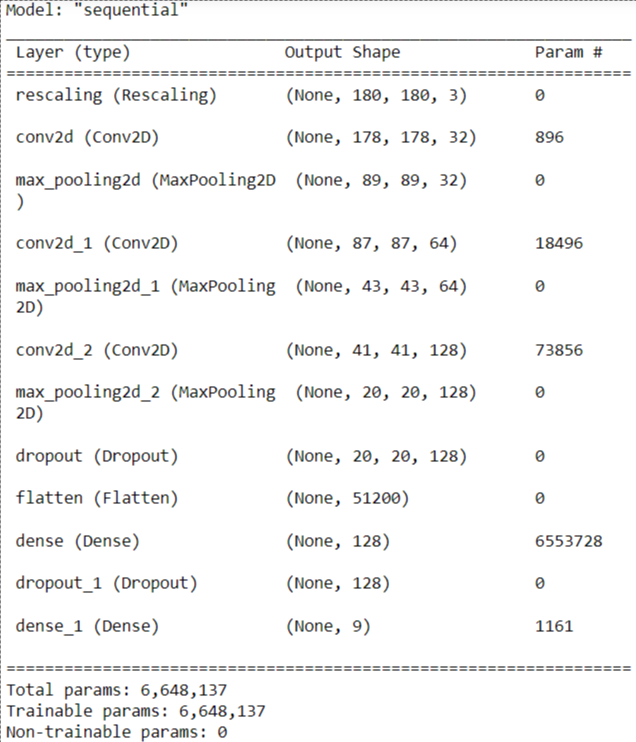 Model: "sequential"
_________________________________________________________________
Layer (type) Output Shape Param #
=================================================================
rescaling (Rescaling) (None, 180, 180, 3) 0
conv2d (Conv2D) (None, 178, 178, 32) 896
max_pooling2d (MaxPooling2D (None, 89, 89, 32) 0
)
conv2d_1 (Conv2D) (None, 87, 87, 64) 18496
max_pooling2d_1 (MaxPooling (None, 43, 43, 64) 0
2D)
conv2d_2 (Conv2D) (None, 41, 41, 128) 73856
max_pooling2d_2 (MaxPooling (None, 20, 20, 128) 0
2D)
dropout (Dropout) (None, 20, 20, 128) 0
flatten (Flatten) (None, 51200) 0
dense (Dense) (None, 128) 6553728
dropout_1 (Dropout) (None, 128) 0
dense_1 (Dense) (None, 9) 1161
=================================================================
Total params: 6,648,137
Trainable params: 6,648,137
Non-trainable params: 0